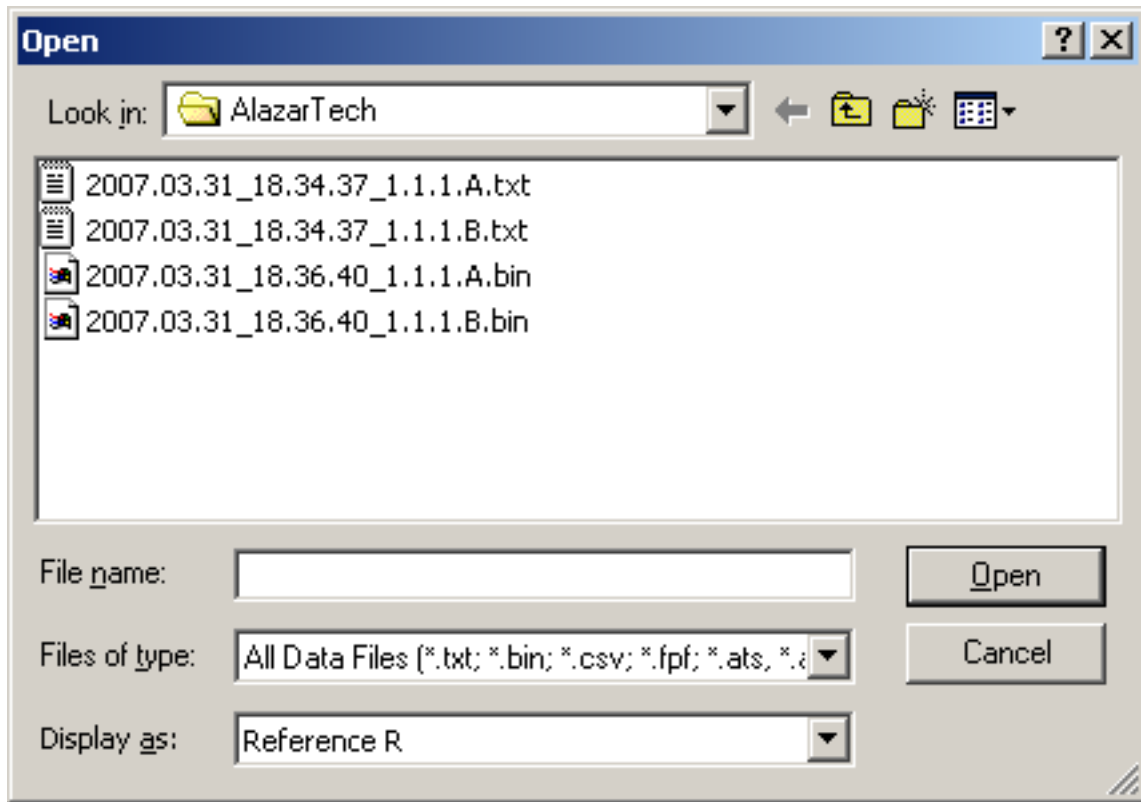 Open
Look in: AlazarTech
2007.03.31_18.34.37_1.1.1.A.txt
2007.03.31_18.34.37_1.1.1.B.txt
2007.03.31_18.36.40_1.1.1.A.bin
2007.03.31_18.36.40_1.1.1.B.bin
File name: Open
Files of type: All Data Files (*.txt; *.bin; *.csv; *.fpf; *.ats, *.a Cancel
Display as: Reference R